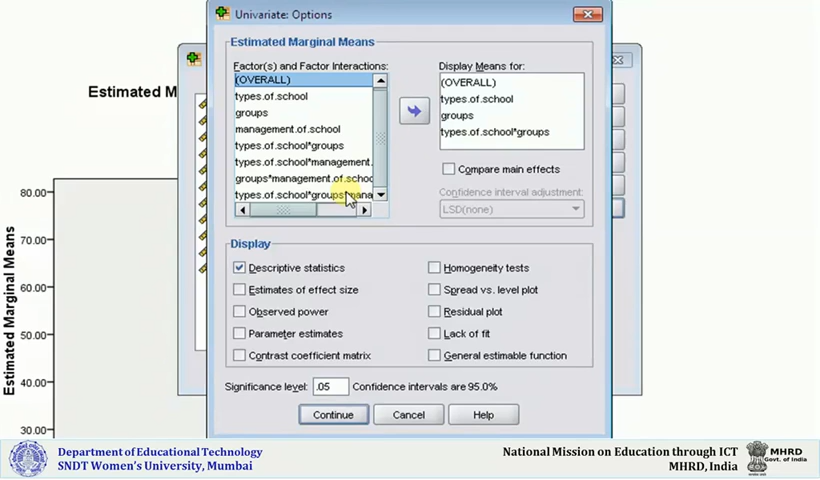 Univariate: Options
Estimated M
Estimated Marginal Means
Factor(s) and Factor Interactions:
(OVERALL)
types.of.school
groups
management.of.school
types.of.school*groups
types.of.school*management.
groups*management.of.schoo
types.of.school*groups*mana
Display Means for:
(OVERALL)
types.of.school
groups
types.of.school*groups
Compare main effects
Confidence interval adjustment:
LSD(none)
Display
Descriptive statistics
Homogeneity tests
Estimates of effect size
Spread vs. level plot
Observed power
Residual plot
Parameter estimates
Lack of fit
Contrast coefficient matrix
General estimable function
Significance level: .05 Confidence intervals are 95.0%
Continue
Cancel
Help
Estimated Marginal Means
80.00
70.00
60.00
50.00
40.00
30.00
Department of Educational Technology
SNDT Women's University, Mumbai
National Mission on Education through ICT
MHRD, India
MHRD
Govt. of India